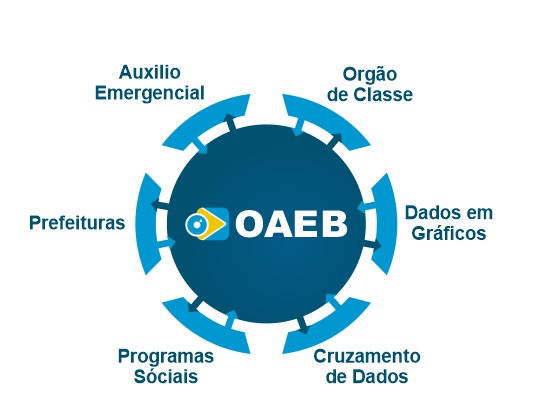 Auxilio
Emergencial
Orgão
de Classe
Prefeituras
OAEB
Dados em
Gráficos
Programas
Sóciais
Cruzamento
de Dados